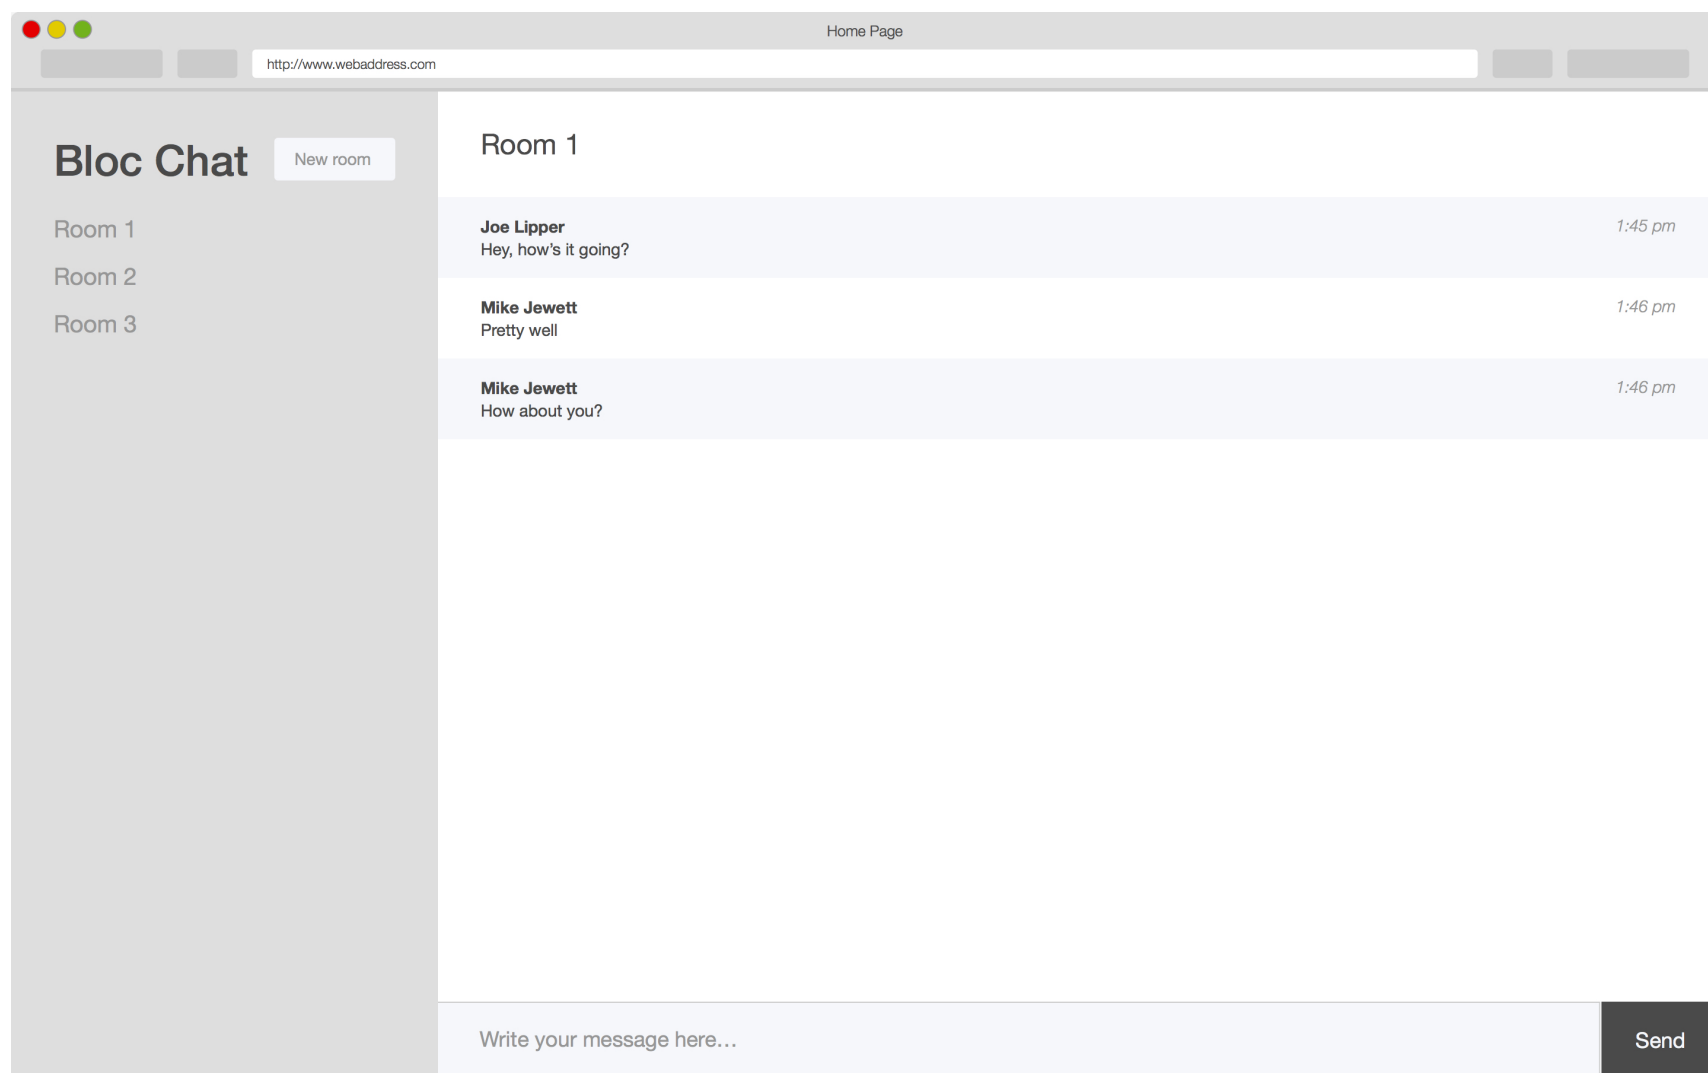 Home Page
http://www.webaddress.com
Bloc Chat
New room
Room 1
Room 2
Room 3
Room 1
Joe Lipper
1:45 pm
Hey, how’s it going?
Mike Jewett
1:46 pm
Pretty well
Mike Jewett
1:46 pm
How about you?
Write your message here…
Send